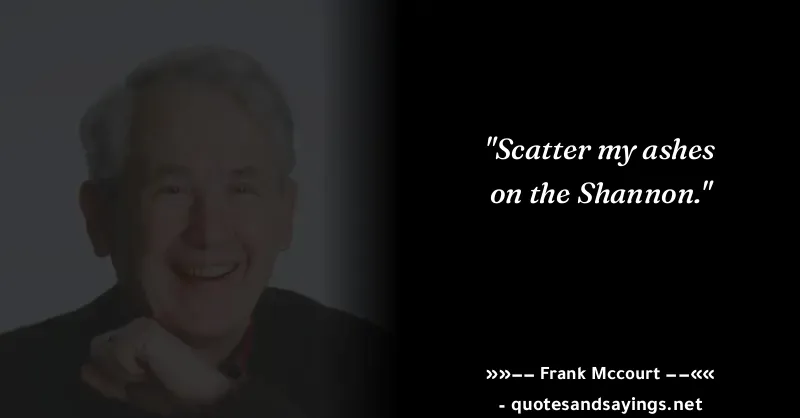 "Scatter my ashes
on the Shannon."
»»–– Frank Mccourt ––««
- quotesandsayings.net